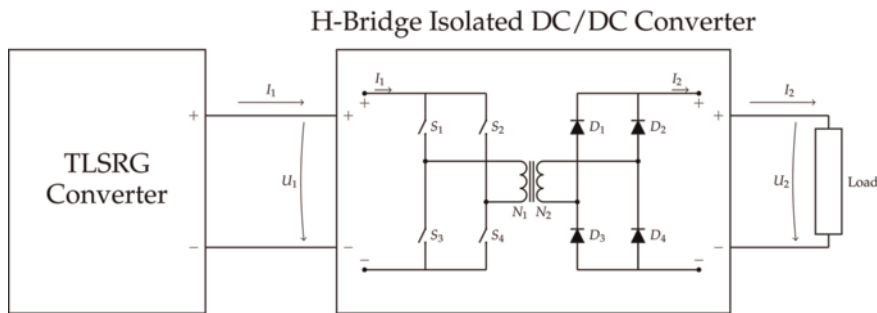 H-Bridge Isolated DC/DC Converter
TLSRG
Converter
I₁
+
−
U₁
+
−
I₁
+
−
S₁
S₂
S₃
S₄
N₁
N₂
D₁
D₂
D₃
D₄
I₂
+
−
+
−
I₂
U₂
Load